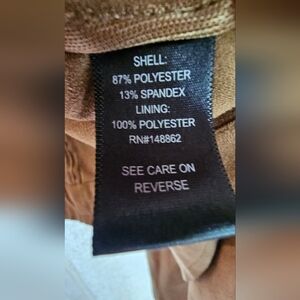 SHELL:
87% POLYESTER
13% SPANDEX
LINING:
100% POLYESTER
RN#148862
SEE CARE ON
REVERSE